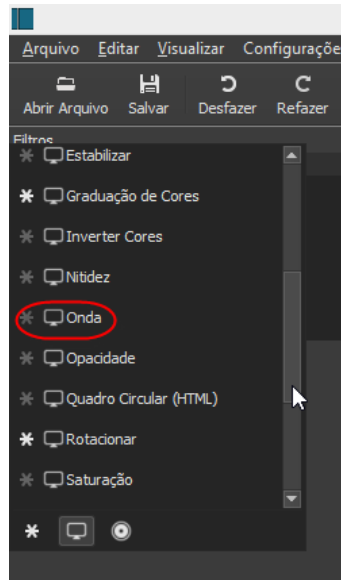 Arquivo Editar Visualizar Configuraçõe
Abrir Arquivo Salvar Desfazer Refazer
Filtros
Estabilizar
Graduação de Cores
Inverter Cores
Nitidez
Onda
Opacidade
Quadro Circular (HTML)
Rotacionar
Saturação